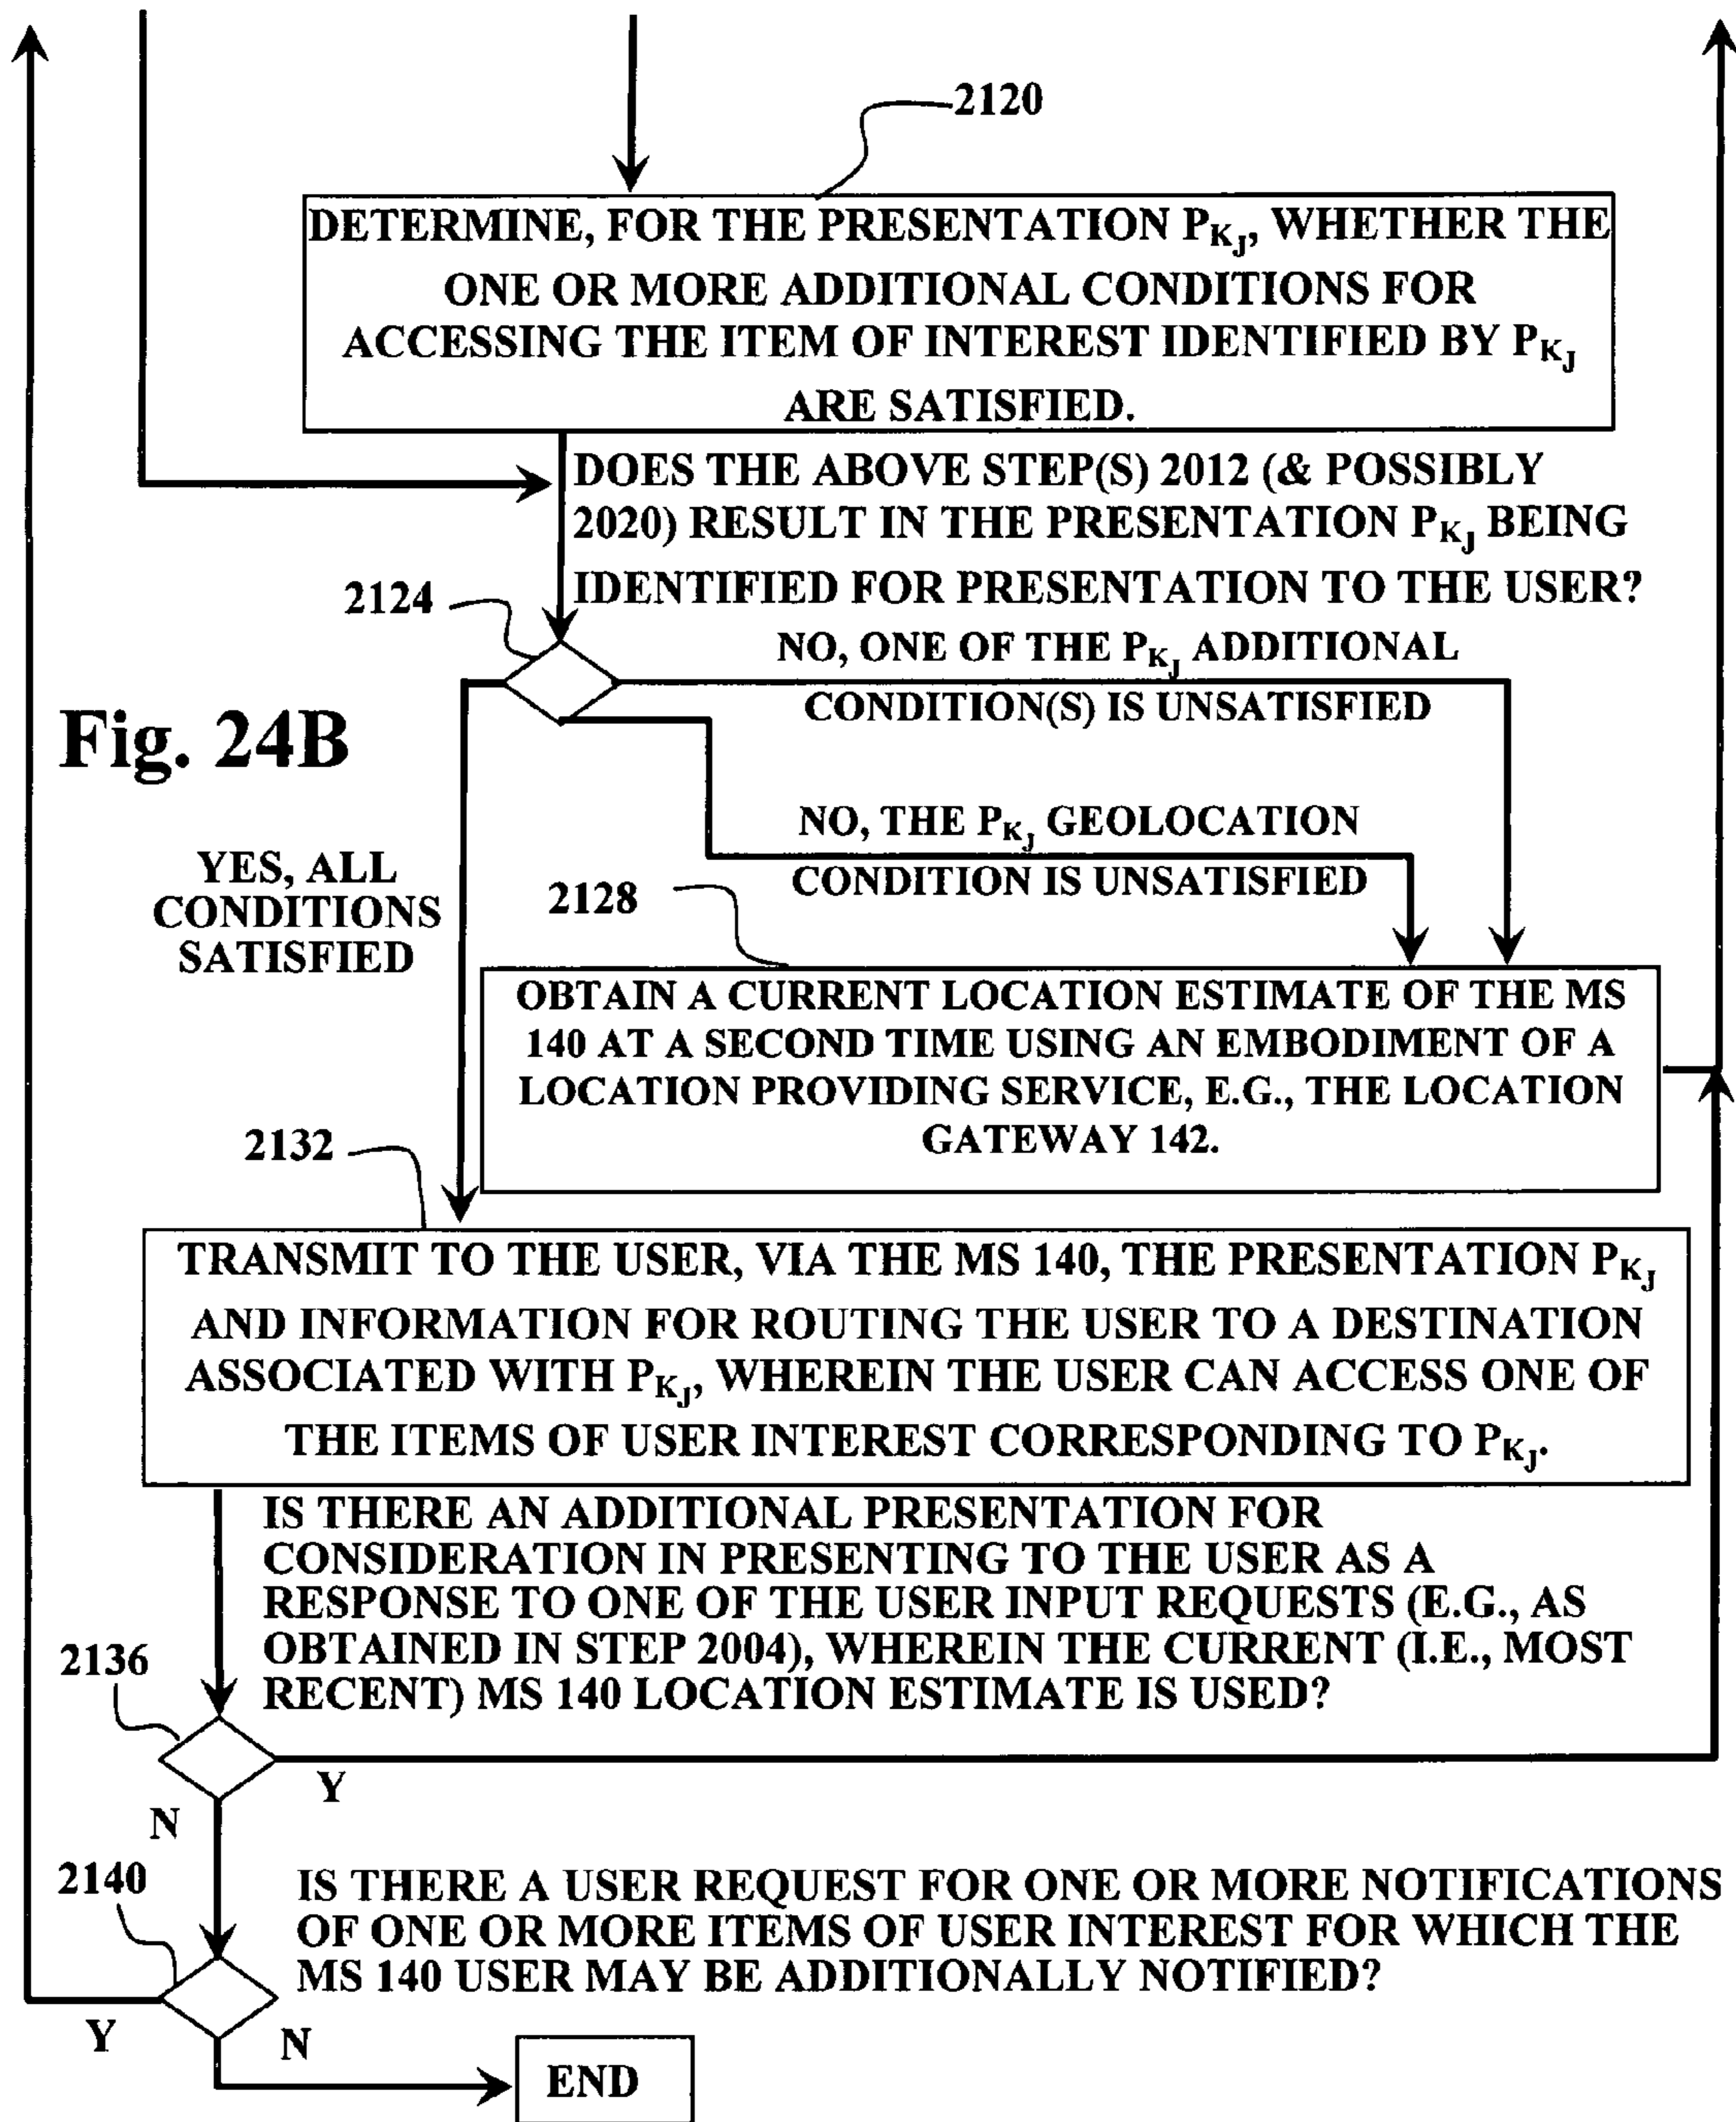 2120
DETERMINE, FOR THE PRESENTATION PKJ, WHETHER THE
ONE OR MORE ADDITIONAL CONDITIONS FOR
ACCESSING THE ITEM OF INTEREST IDENTIFIED BY PKJ
ARE SATISFIED.
DOES THE ABOVE STEP(S) 2012 (& POSSIBLY
2020) RESULT IN THE PRESENTATION PKJ BEING
IDENTIFIED FOR PRESENTATION TO THE USER?
2124
NO, ONE OF THE PKJ ADDITIONAL
CONDITION(S) IS UNSATISFIED
Fig. 24B
NO, THE PKJ GEOLOCATION
CONDITION IS UNSATISFIED
YES, ALL
CONDITIONS
SATISFIED
2128
OBTAIN A CURRENT LOCATION ESTIMATE OF THE MS
140 AT A SECOND TIME USING AN EMBODIMENT OF A
LOCATION PROVIDING SERVICE, E.G., THE LOCATION
GATEWAY 142.
2132
TRANSMIT TO THE USER, VIA THE MS 140, THE PRESENTATION PKJ
AND INFORMATION FOR ROUTING THE USER TO A DESTINATION
ASSOCIATED WITH PKJ, WHEREIN THE USER CAN ACCESS ONE OF
THE ITEMS OF USER INTEREST CORRESPONDING TO PKJ.
IS THERE AN ADDITIONAL PRESENTATION FOR
CONSIDERATION IN PRESENTING TO THE USER AS A
RESPONSE TO ONE OF THE USER INPUT REQUESTS (E.G., AS
OBTAINED IN STEP 2004), WHEREIN THE CURRENT (I.E., MOST
RECENT) MS 140 LOCATION ESTIMATE IS USED?
2136
Y
N
2140
IS THERE A USER REQUEST FOR ONE OR MORE NOTIFICATIONS
OF ONE OR MORE ITEMS OF USER INTEREST FOR WHICH THE
MS 140 USER MAY BE ADDITIONALLY NOTIFIED?
Y
N
END